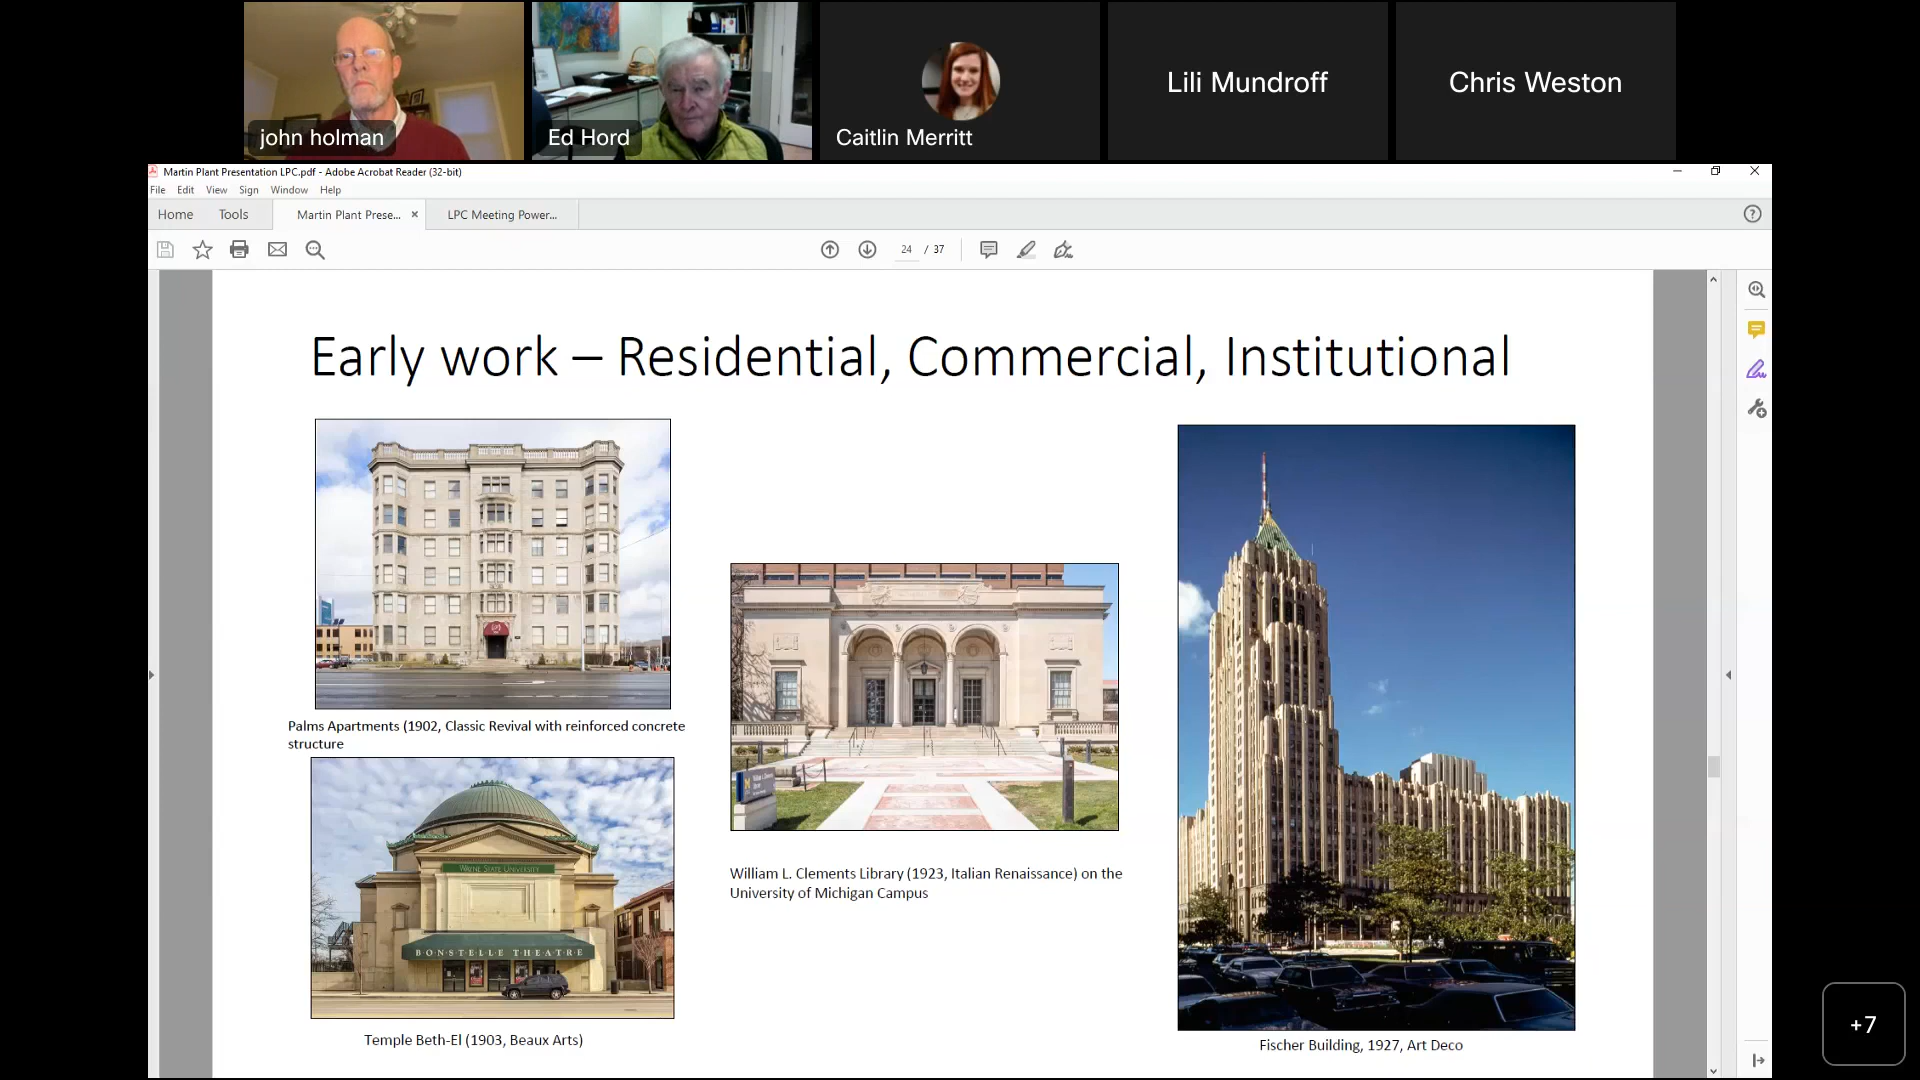 john holman
Ed Hord
Caitlin Merritt
Lili Mundroff
Chris Weston
Martin Plant Presentation LPC.pdf - Adobe Acrobat Reader (32-bit)
File Edit View Sign Window Help
Home Tools Martin Plant Prese... × LPC Meeting Power...
24 / 37
Early work – Residential, Commercial, Institutional
Palms Apartments (1902, Classic Revival with reinforced concrete
structure
WAYNE STATE UNIVERSITY
BONSTELLE THEATRE
Temple Beth-El (1903, Beaux Arts)
William L. Clements Library (1923, Italian Renaissance) on the
University of Michigan Campus
Fischer Building, 1927, Art Deco
+7